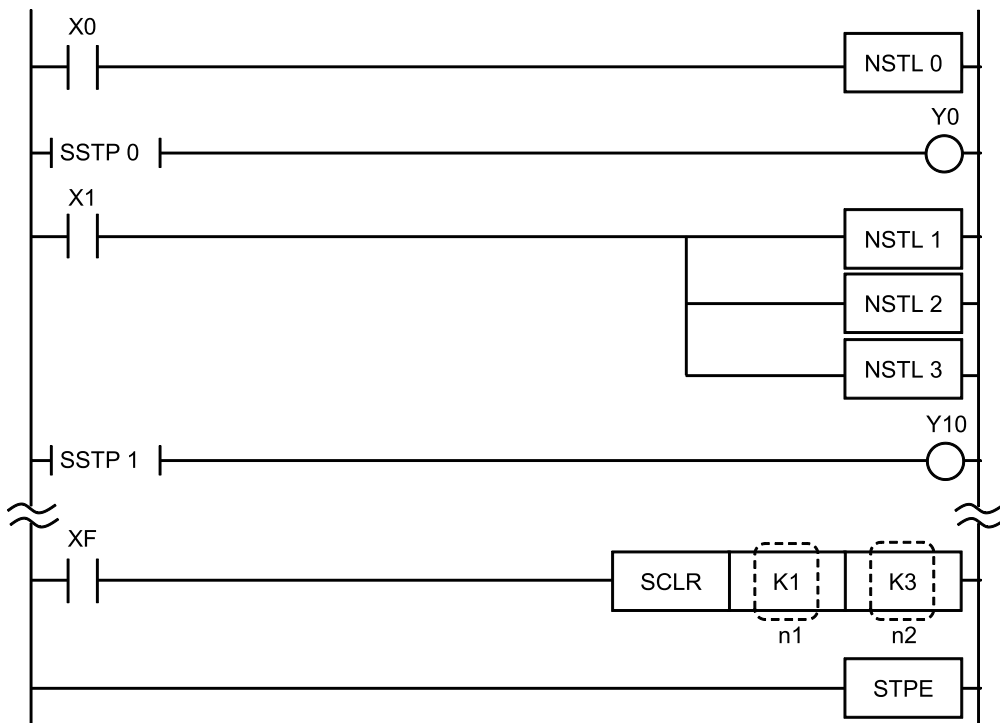 X0
NSTL 0
Y0
SSTP 0
X1
NSTL 1
NSTL 2
NSTL 3
Y10
SSTP 1
XF
SCLR K1 K3
n1 n2
STPE